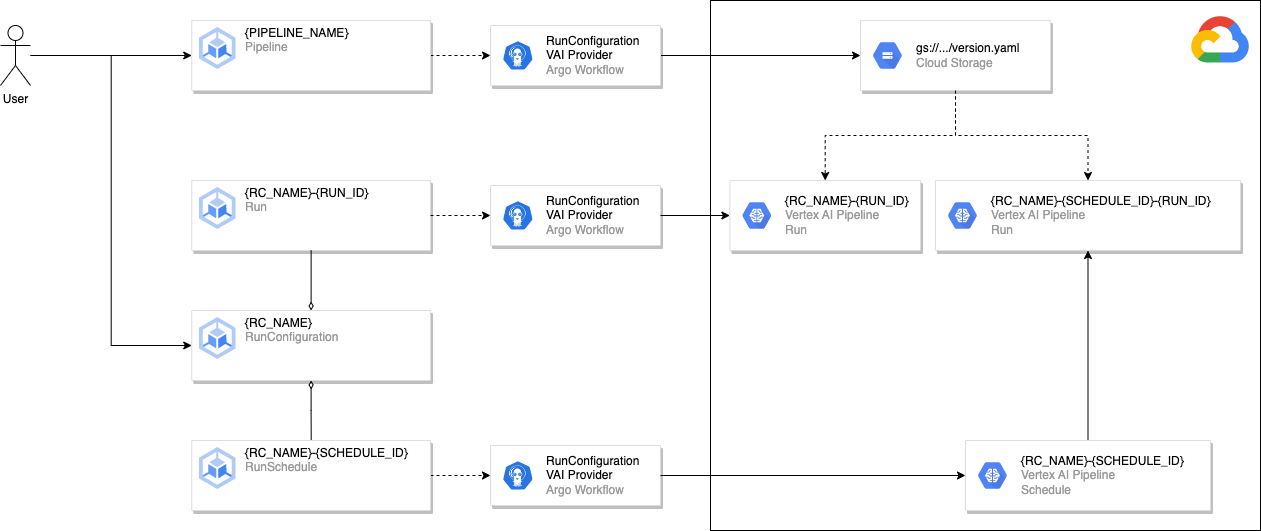 User
{PIPELINE_NAME}
Pipeline
RunConfiguration
VAI Provider
Argo Workflow
gs://.../version.yaml
Cloud Storage
{RC_NAME}-{RUN_ID}
Run
RunConfiguration
VAI Provider
Argo Workflow
{RC_NAME}-{RUN_ID}
Vertex AI Pipeline
Run
{RC_NAME}-{SCHEDULE_ID}-{RUN_ID}
Vertex AI Pipeline
Run
{RC_NAME}
RunConfiguration
{RC_NAME}-{SCHEDULE_ID}
RunSchedule
RunConfiguration
VAI Provider
Argo Workflow
{RC_NAME}-{SCHEDULE_ID}
Vertex AI Pipeline
Schedule